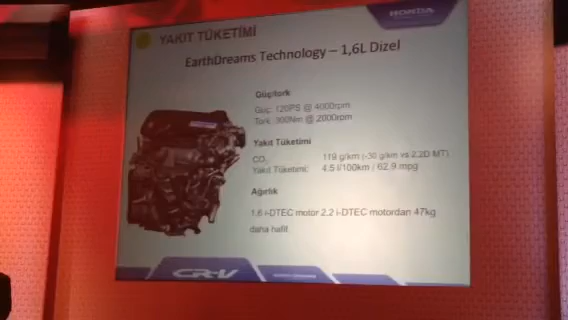 HONDA
YAKIT TÜKETİMİ
EarthDreams Technology – 1,6L Dizel
Güç/tork
Güç: 120PS @ 4000rpm
Tork: 300Nm @ 2000rpm
Yakıt Tüketimi
CO₂ 119 g/km (-30 g/km vs 2.2D MT)
Yakıt Tüketimi: 4.5 l/100km / 62.9 mpg
Ağırlık
1.6 i-DTEC motor 2.2 i-DTEC motordan 47kg
daha hafif
CR-V